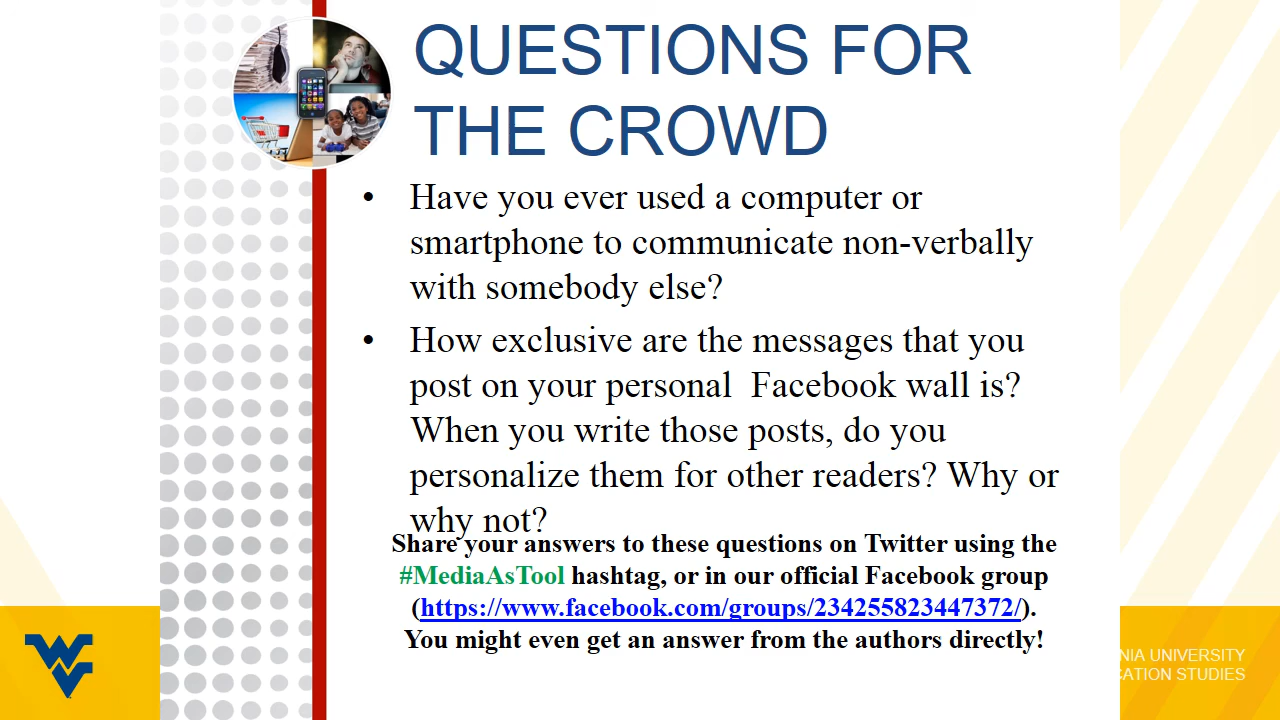 QUESTIONS FOR
THE CROWD
• Have you ever used a computer or
smartphone to communicate non-verbally
with somebody else?
• How exclusive are the messages that you
post on your personal  Facebook wall is?
When you write those posts, do you
personalize them for other readers? Why or
why not?
Share your answers to these questions on Twitter using the
#MediaAsTool hashtag, or in our official Facebook group
(https://www.facebook.com/groups/234255823447372/).
You might even get an answer from the authors directly!
NIA UNIVERSITY
CATION STUDIES